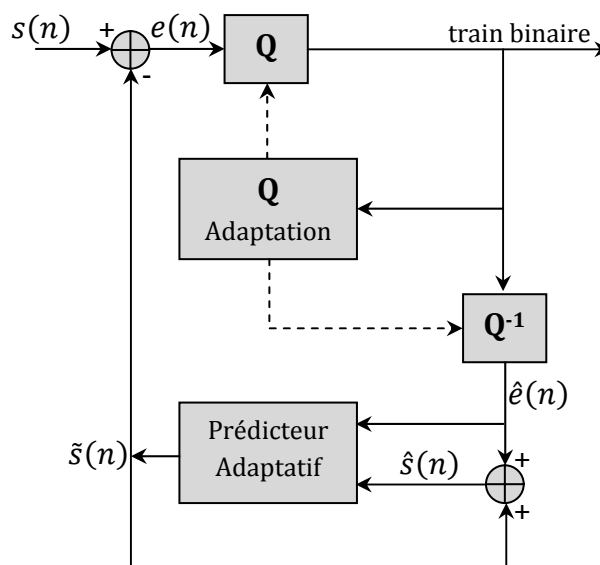 s(n)
+
-
e(n)
Q
train binaire
Q
Adaptation
Q⁻¹
ê(n)
Prédicteur
Adaptatif
s̃(n)
ŝ(n)
+
+